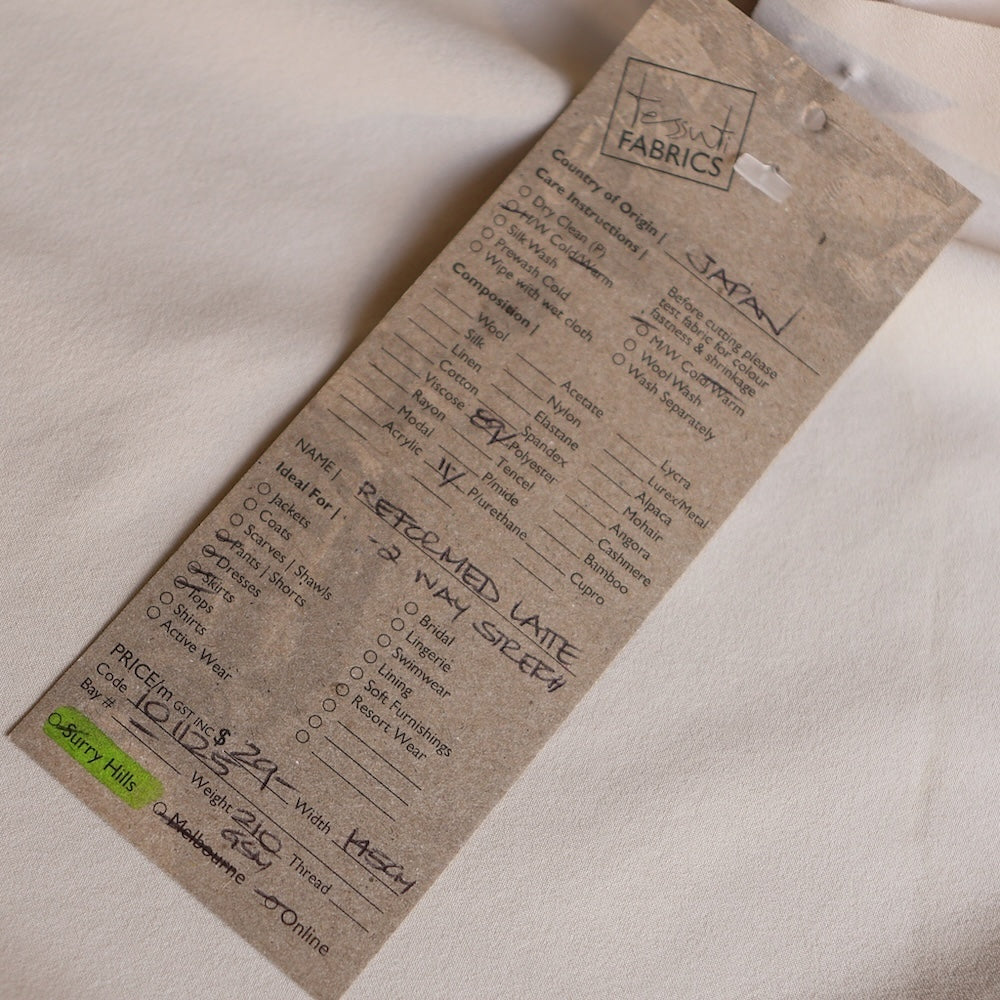 tessuti
FABRICS
Country of Origin | JAPAN
Care Instructions |
Dry Clean (P)
H/W Cold/Warm
Silk Wash
Prewash Cold
Wipe with wet cloth
Before cutting please
test fabric for colour
fastness & shrinkage
M/W Cold/Warm
Wool Wash
Wash Separately
Composition |
Wool
Silk
Linen
Cotton
Viscose
Rayon
Modal
Acrylic
Acetate
Nylon
Elastane
Spandex
89% Polyester
Tencel
P/mide
11% P/urethane
Lycra
Lurex/Metal
Alpaca
Mohair
Angora
Cashmere
Bamboo
Cupro
NAME | REFORMED LATTE
-2 WAY STRETCH
Ideal For |
Jackets
Coats
Scarves | Shawls
Pants | Shorts
Dresses
Skirts
Tops
Shirts
Active Wear
Bridal
Lingerie
Swimwear
Lining
Soft Furnishings
Resort Wear
PRICE/m GST INC $ 29- Width 145CM
Code 101125 Weight 210 GSM Thread
Bay #
Surry Hills
Melbourne
Online